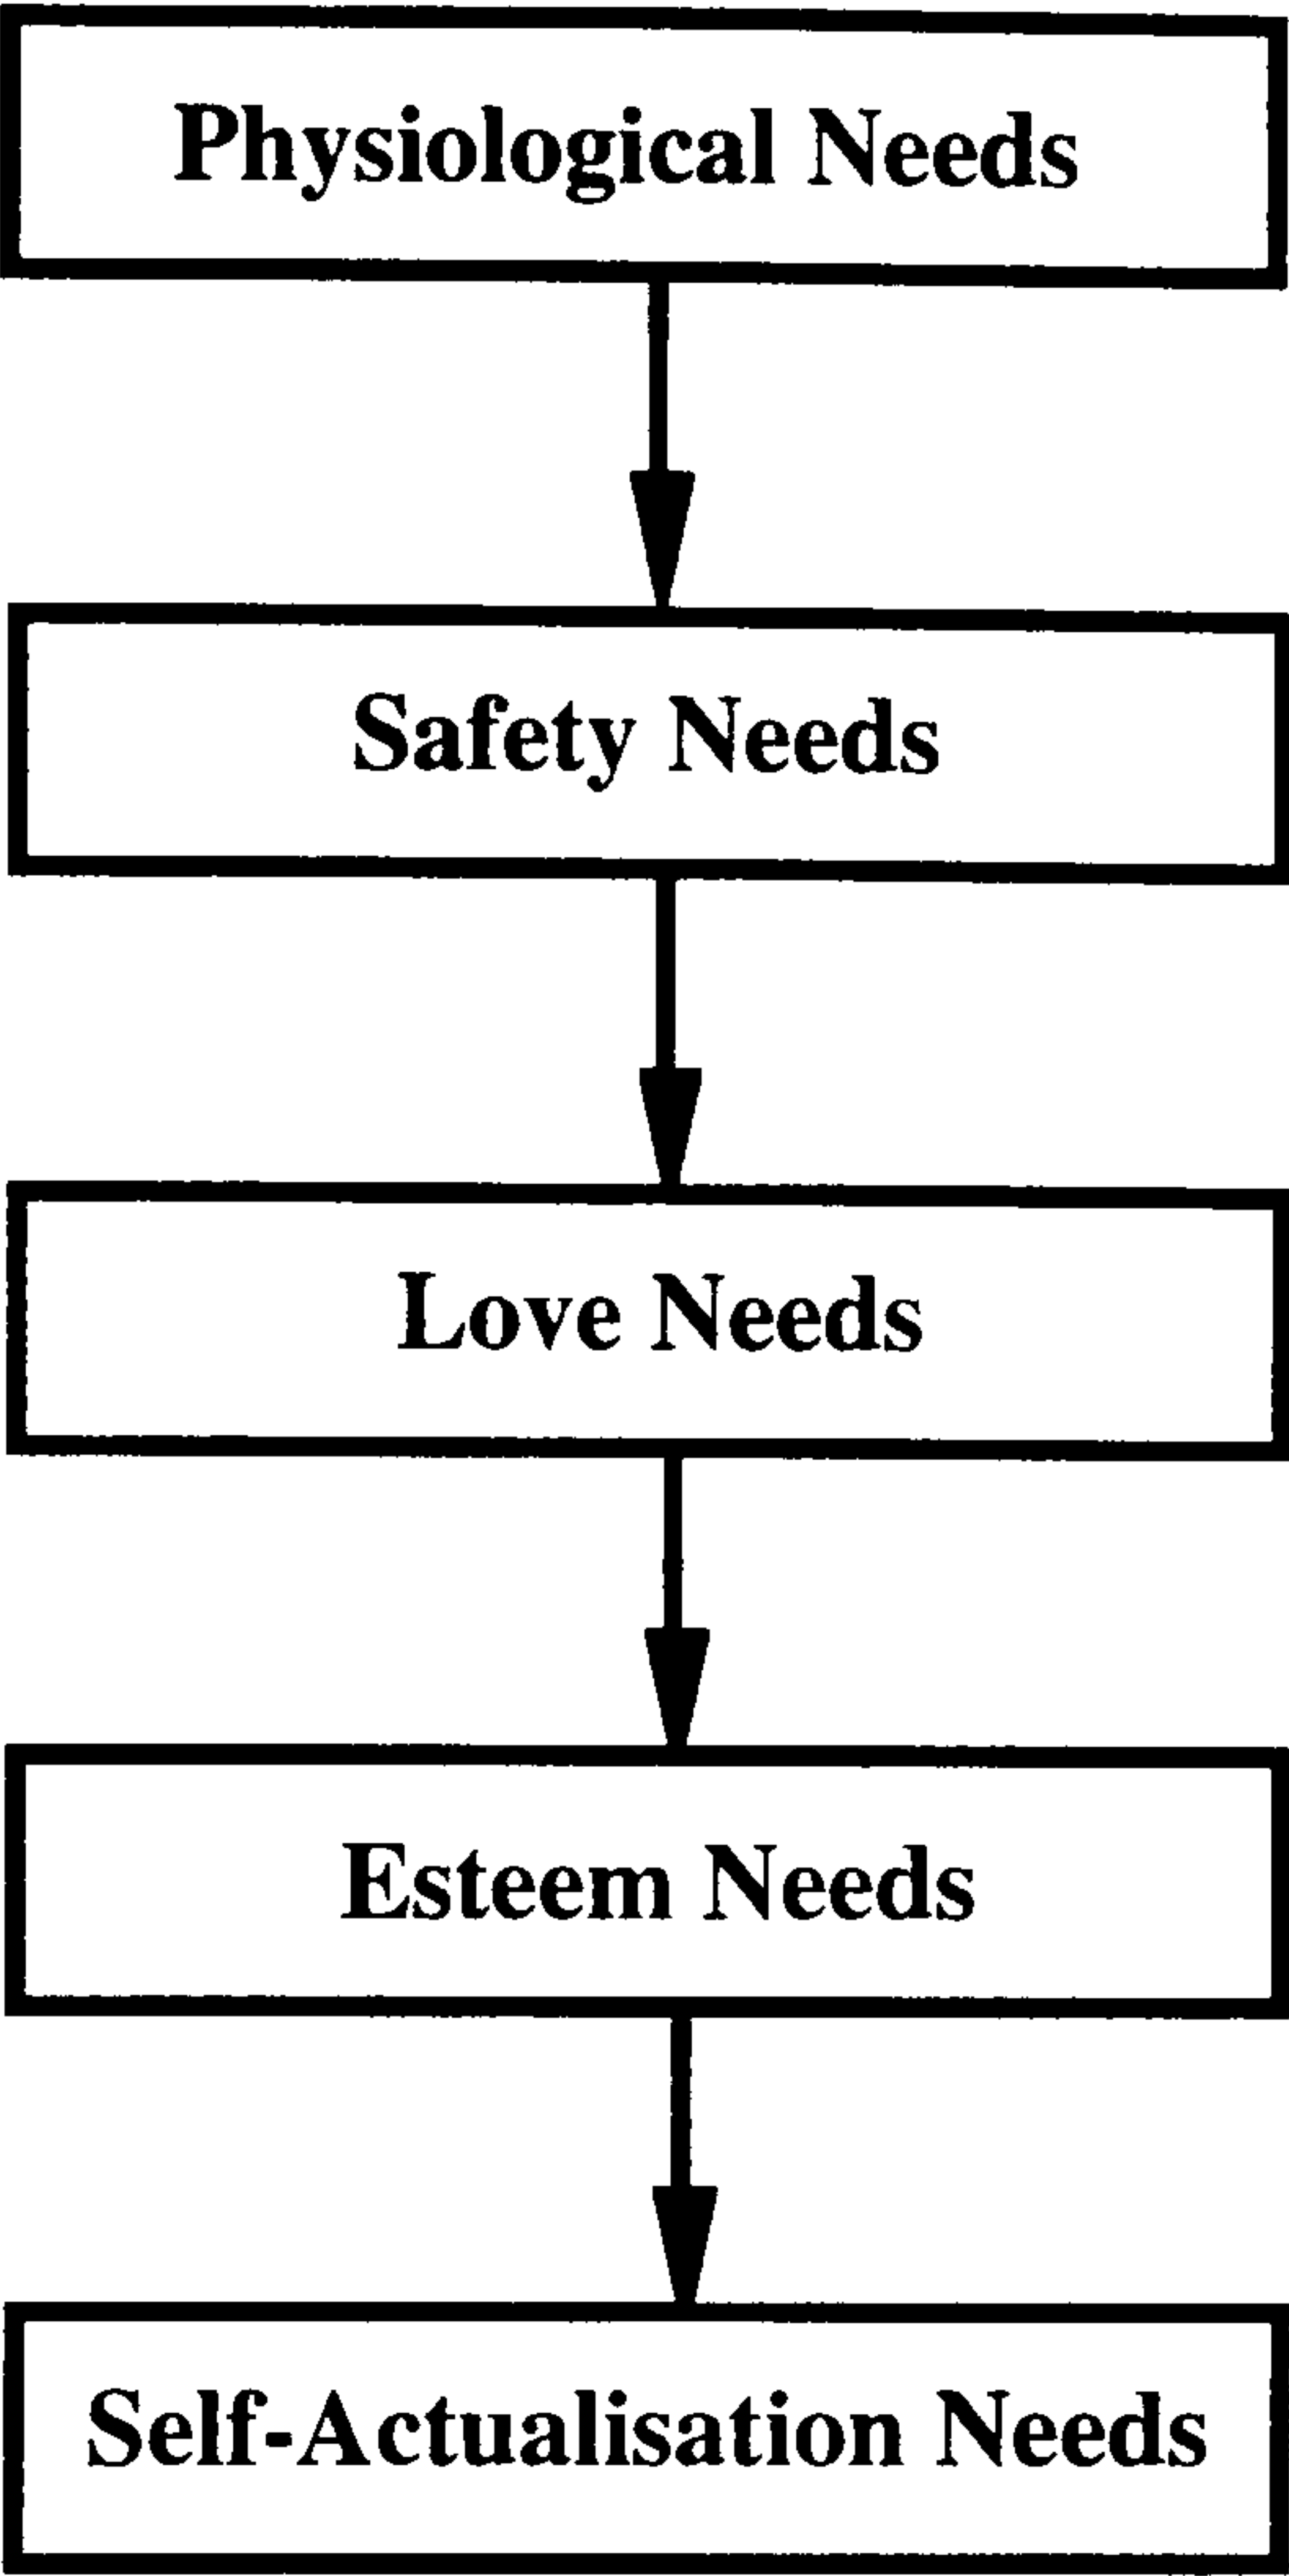 Physiological Needs
Safety Needs
Love Needs
Esteem Needs
Self-Actualisation Needs